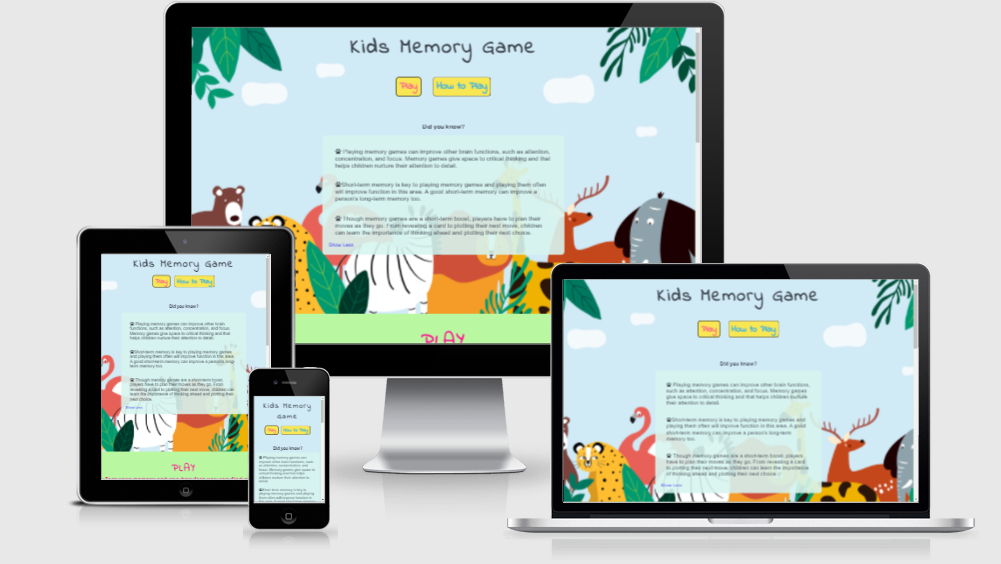 Kids Memory Game
Play How to Play
Did you know?
Playing memory games can improve other brain functions, such as attention,
concentration, and focus. Memory games give space to critical thinking and that
helps children nurture their attention to detail.
Short-term memory is key to playing memory games and playing them often
will improve function in this area. A good short-term memory can improve a
person's long-term memory too.
Though memory games are a short-term boost, players have to plan their
moves as they go. From revealing a card to plotting their next move, children
can learn the importance of thinking ahead and plotting their next choice.
Show Less
PLAY
Kids Memory Game
Play How to Play
Did you know?
Playing memory games can improve other brain
functions, such as attention, concentration, and focus.
Memory games give space to critical thinking and that
helps children nurture their attention to detail.
Short-term memory is key to playing memory games
and playing them often will improve function in this area.
A good short-term memory can improve a person's long-
term memory too.
Though memory games are a short-term boost,
players have to plan their moves as they go. From
revealing a card to plotting their next move, children can
learn the importance of thinking ahead and plotting their
next choice.
Show Less
PLAY
Kids Memory
Game
Play How to Play
Did you know?
Playing memory games can
improve other brain functions, such
as attention, concentration, and
focus. Memory games give space to
critical thinking and that helps
children nurture their attention to
detail.
Short-term memory is key to
playing memory games and playing
them often will improve function in
this area. A good short-term
Kids Memory Game
Play How to Play
Did you know?
Playing memory games can improve other brain functions,
such as attention, concentration, and focus. Memory games
give space to critical thinking and that helps children nurture
their attention to detail.
Short-term memory is key to playing memory games and
playing them often will improve function in this area. A good
short-term memory can improve a person's long-term
memory too.
Though memory games are a short-term boost, players
have to plan their moves as they go. From revealing a card
to plotting their next move, children can learn the importance
of thinking ahead and plotting their next choice.
Show Less